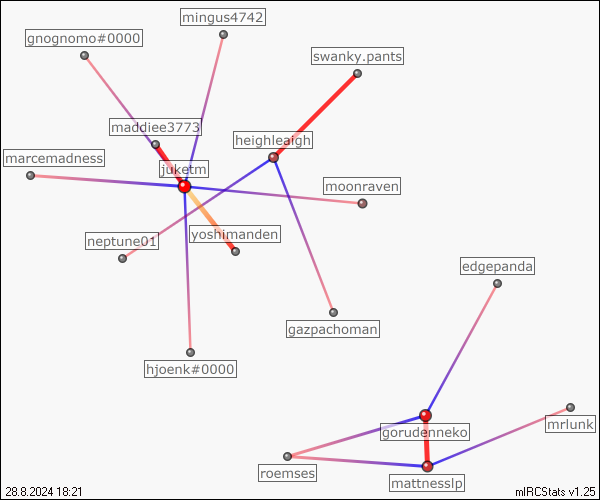 mingus4742
gnognomo#0000
swanky.pants
maddiee3773
heighleaigh
marcemadness
juketm
moonraven
neptune01
yoshimanden
edgepanda
gazpachoman
hjoenk#0000
mrlunk
gorudenneko
roemses
mattnesslp
28.8.2024 18:21
mIRCStats v1.25